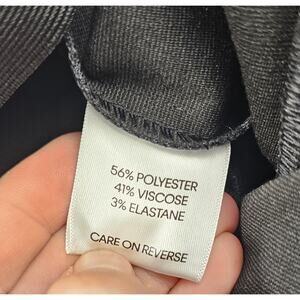 56% POLYESTER
41% VISCOSE
3% ELASTANE
CARE ON REVERSE